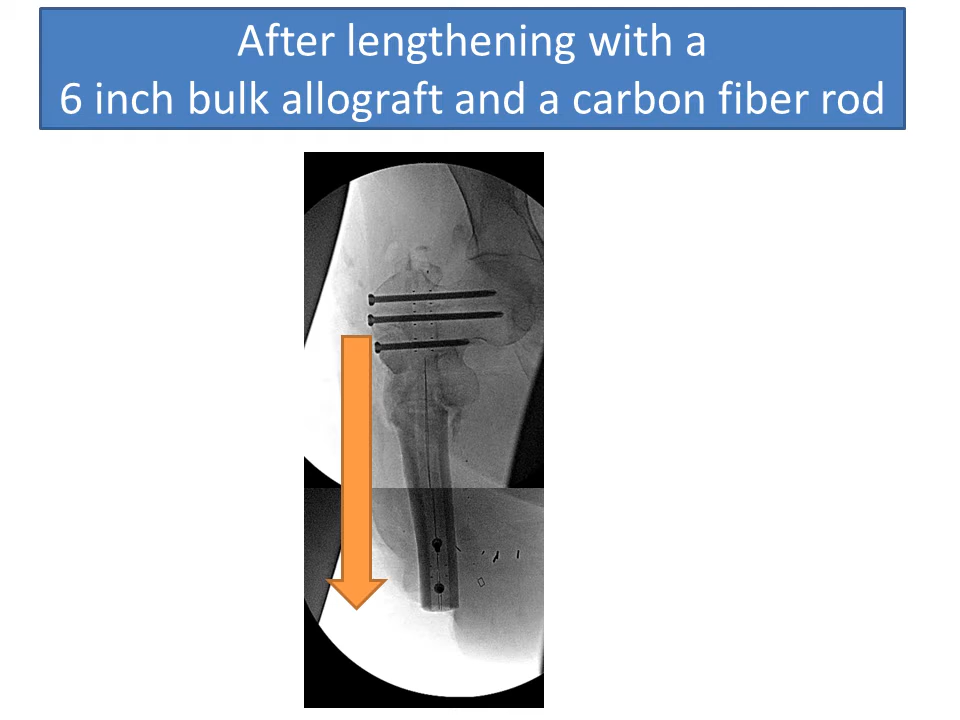 After lengthening with a
6 inch bulk allograft and a carbon fiber rod